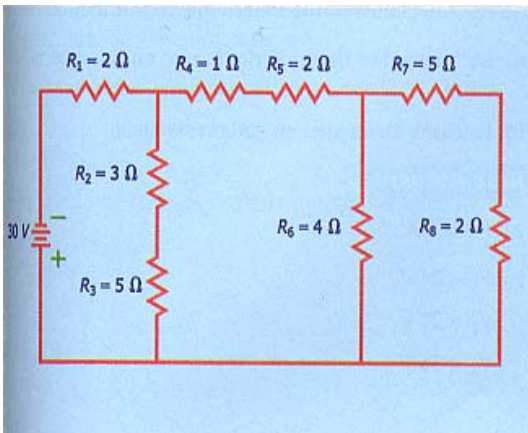 R₁ = 2 Ω
R₄ = 1 Ω
R₅ = 2 Ω
R₇ = 5 Ω
R₂ = 3 Ω
30 V
−
+
R₆ = 4 Ω
R₈ = 2 Ω
R₃ = 5 Ω